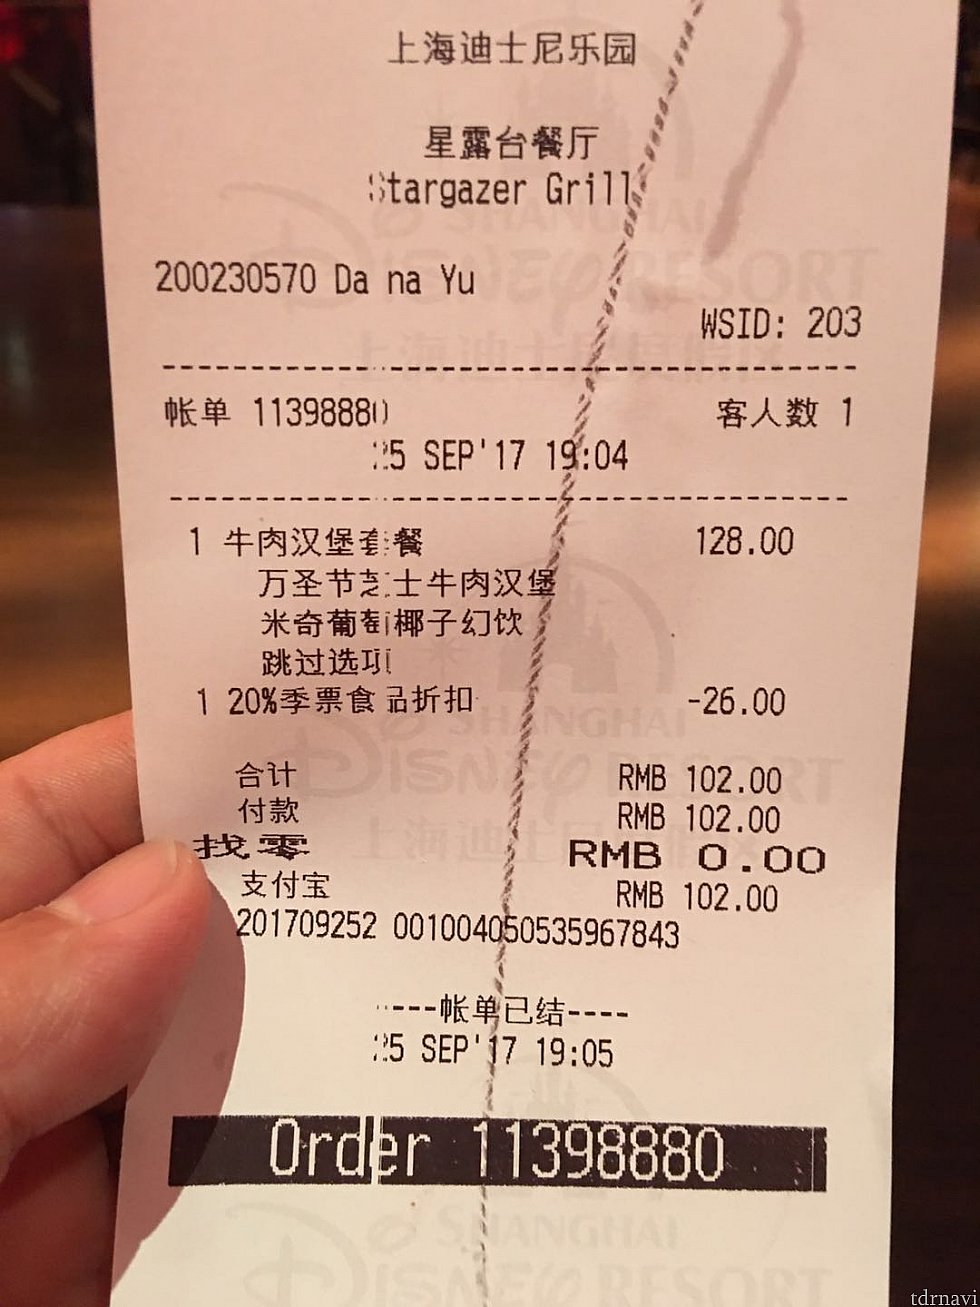 上海迪士尼乐园
星露台餐厅
Stargazer Grill
200230570 Da na Yu
WSID: 203
帐单 11398880
客人数 1
25 SEP'17 19:04
1 牛肉汉堡套餐 128.00
万圣节芝士牛肉汉堡
米奇葡萄椰子幻饮
跳过选项
1 20%季票食品折扣 -26.00
合计 RMB 102.00
付款 RMB 102.00
找零 RMB 0.00
支付宝 RMB 102.00
201709252 001004050535967843
----帐单已结----
25 SEP'17 19:05
Order 11398880
SHANGHAI
DISNEY RESORT
tdrnavi